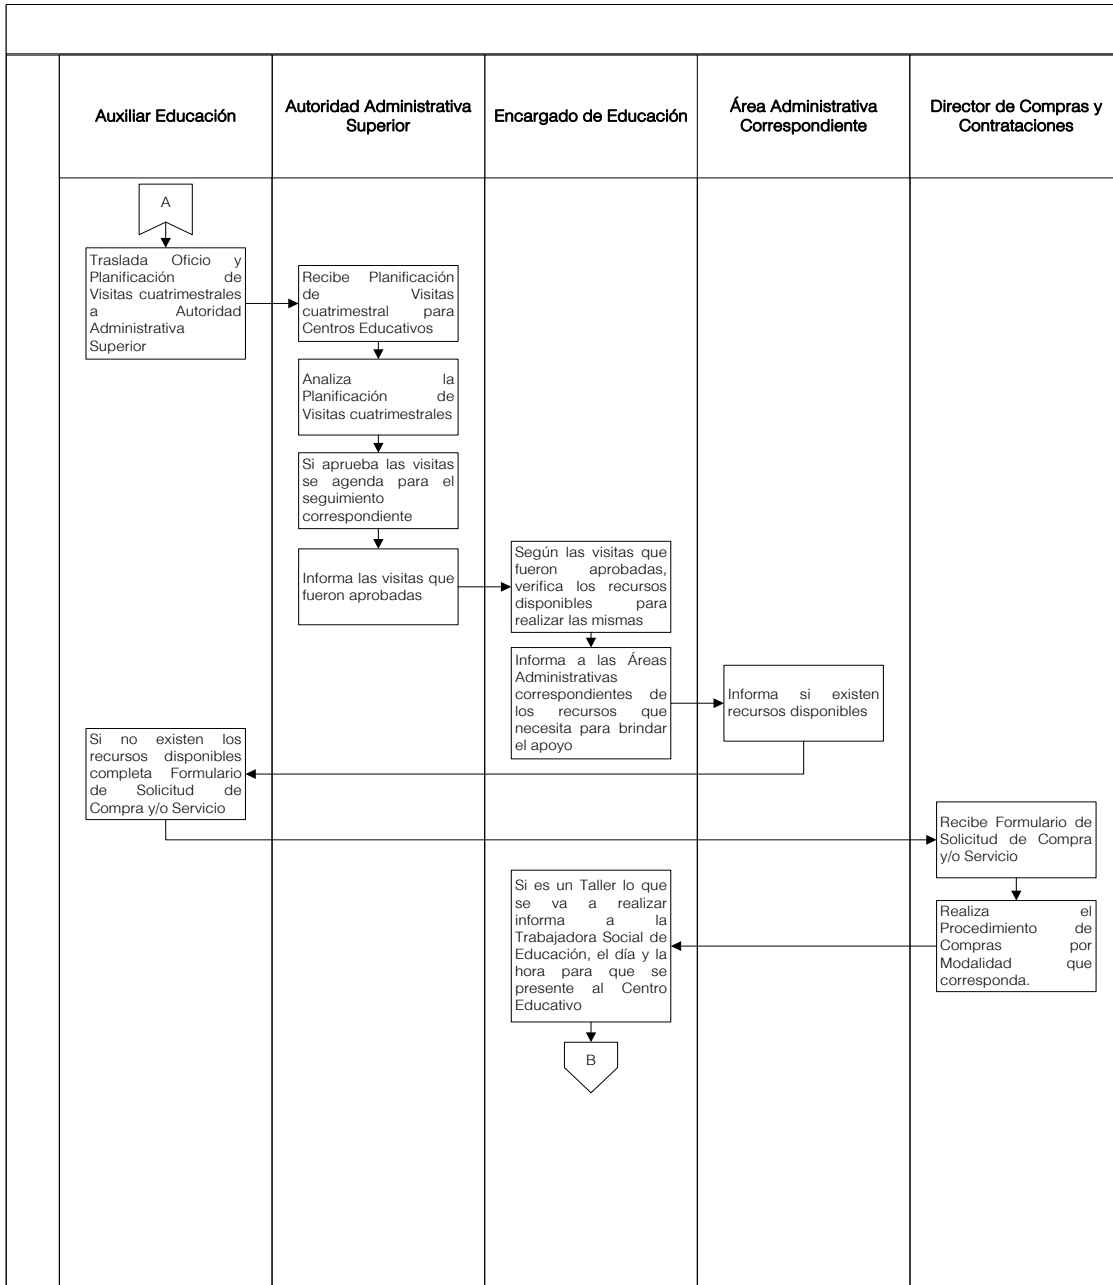 Auxiliar Educación
Autoridad Administrativa
Superior
Encargado de Educación
Área Administrativa
Correspondiente
Director de Compras y
Contrataciones
A
Traslada Oficio y
Planificación de
Visitas cuatrimestrales
a Autoridad
Administrativa
Superior
Recibe Planificación
de Visitas
cuatrimestral para
Centros Educativos
Analiza la
Planificación de
Visitas cuatrimestrales
Si aprueba las visitas
se agenda para el
seguimiento
correspondiente
Informa las visitas que
fueron aprobadas
Según las visitas que
fueron aprobadas,
verifica los recursos
disponibles para
realizar las mismas
Informa a las Áreas
Administrativas
correspondientes de
los recursos que
necesita para brindar
el apoyo
Informa si existen
recursos disponibles
Si no existen los
recursos disponibles
completa Formulario
de Solicitud de
Compra y/o Servicio
Recibe Formulario de
Solicitud de Compra
y/o Servicio
Realiza el
Procedimiento de
Compras por
Modalidad que
corresponda.
Si es un Taller lo que
se va a realizar
informa a la
Trabajadora Social de
Educación, el día y la
hora para que se
presente al Centro
Educativo
B